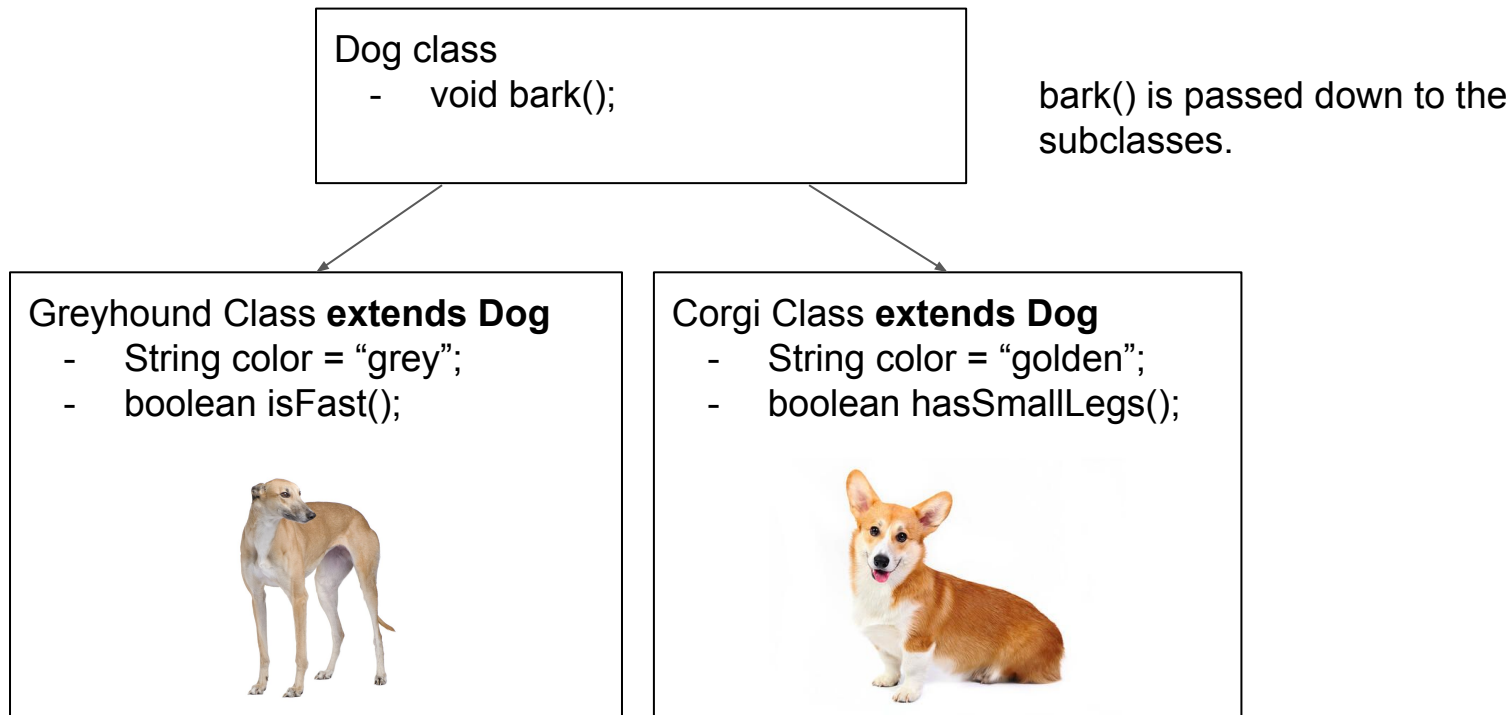 Dog class
- void bark();
bark() is passed down to the
subclasses.
Greyhound Class extends Dog
- String color = “grey”;
- boolean isFast();
Corgi Class extends Dog
- String color = “golden”;
- boolean hasSmallLegs();